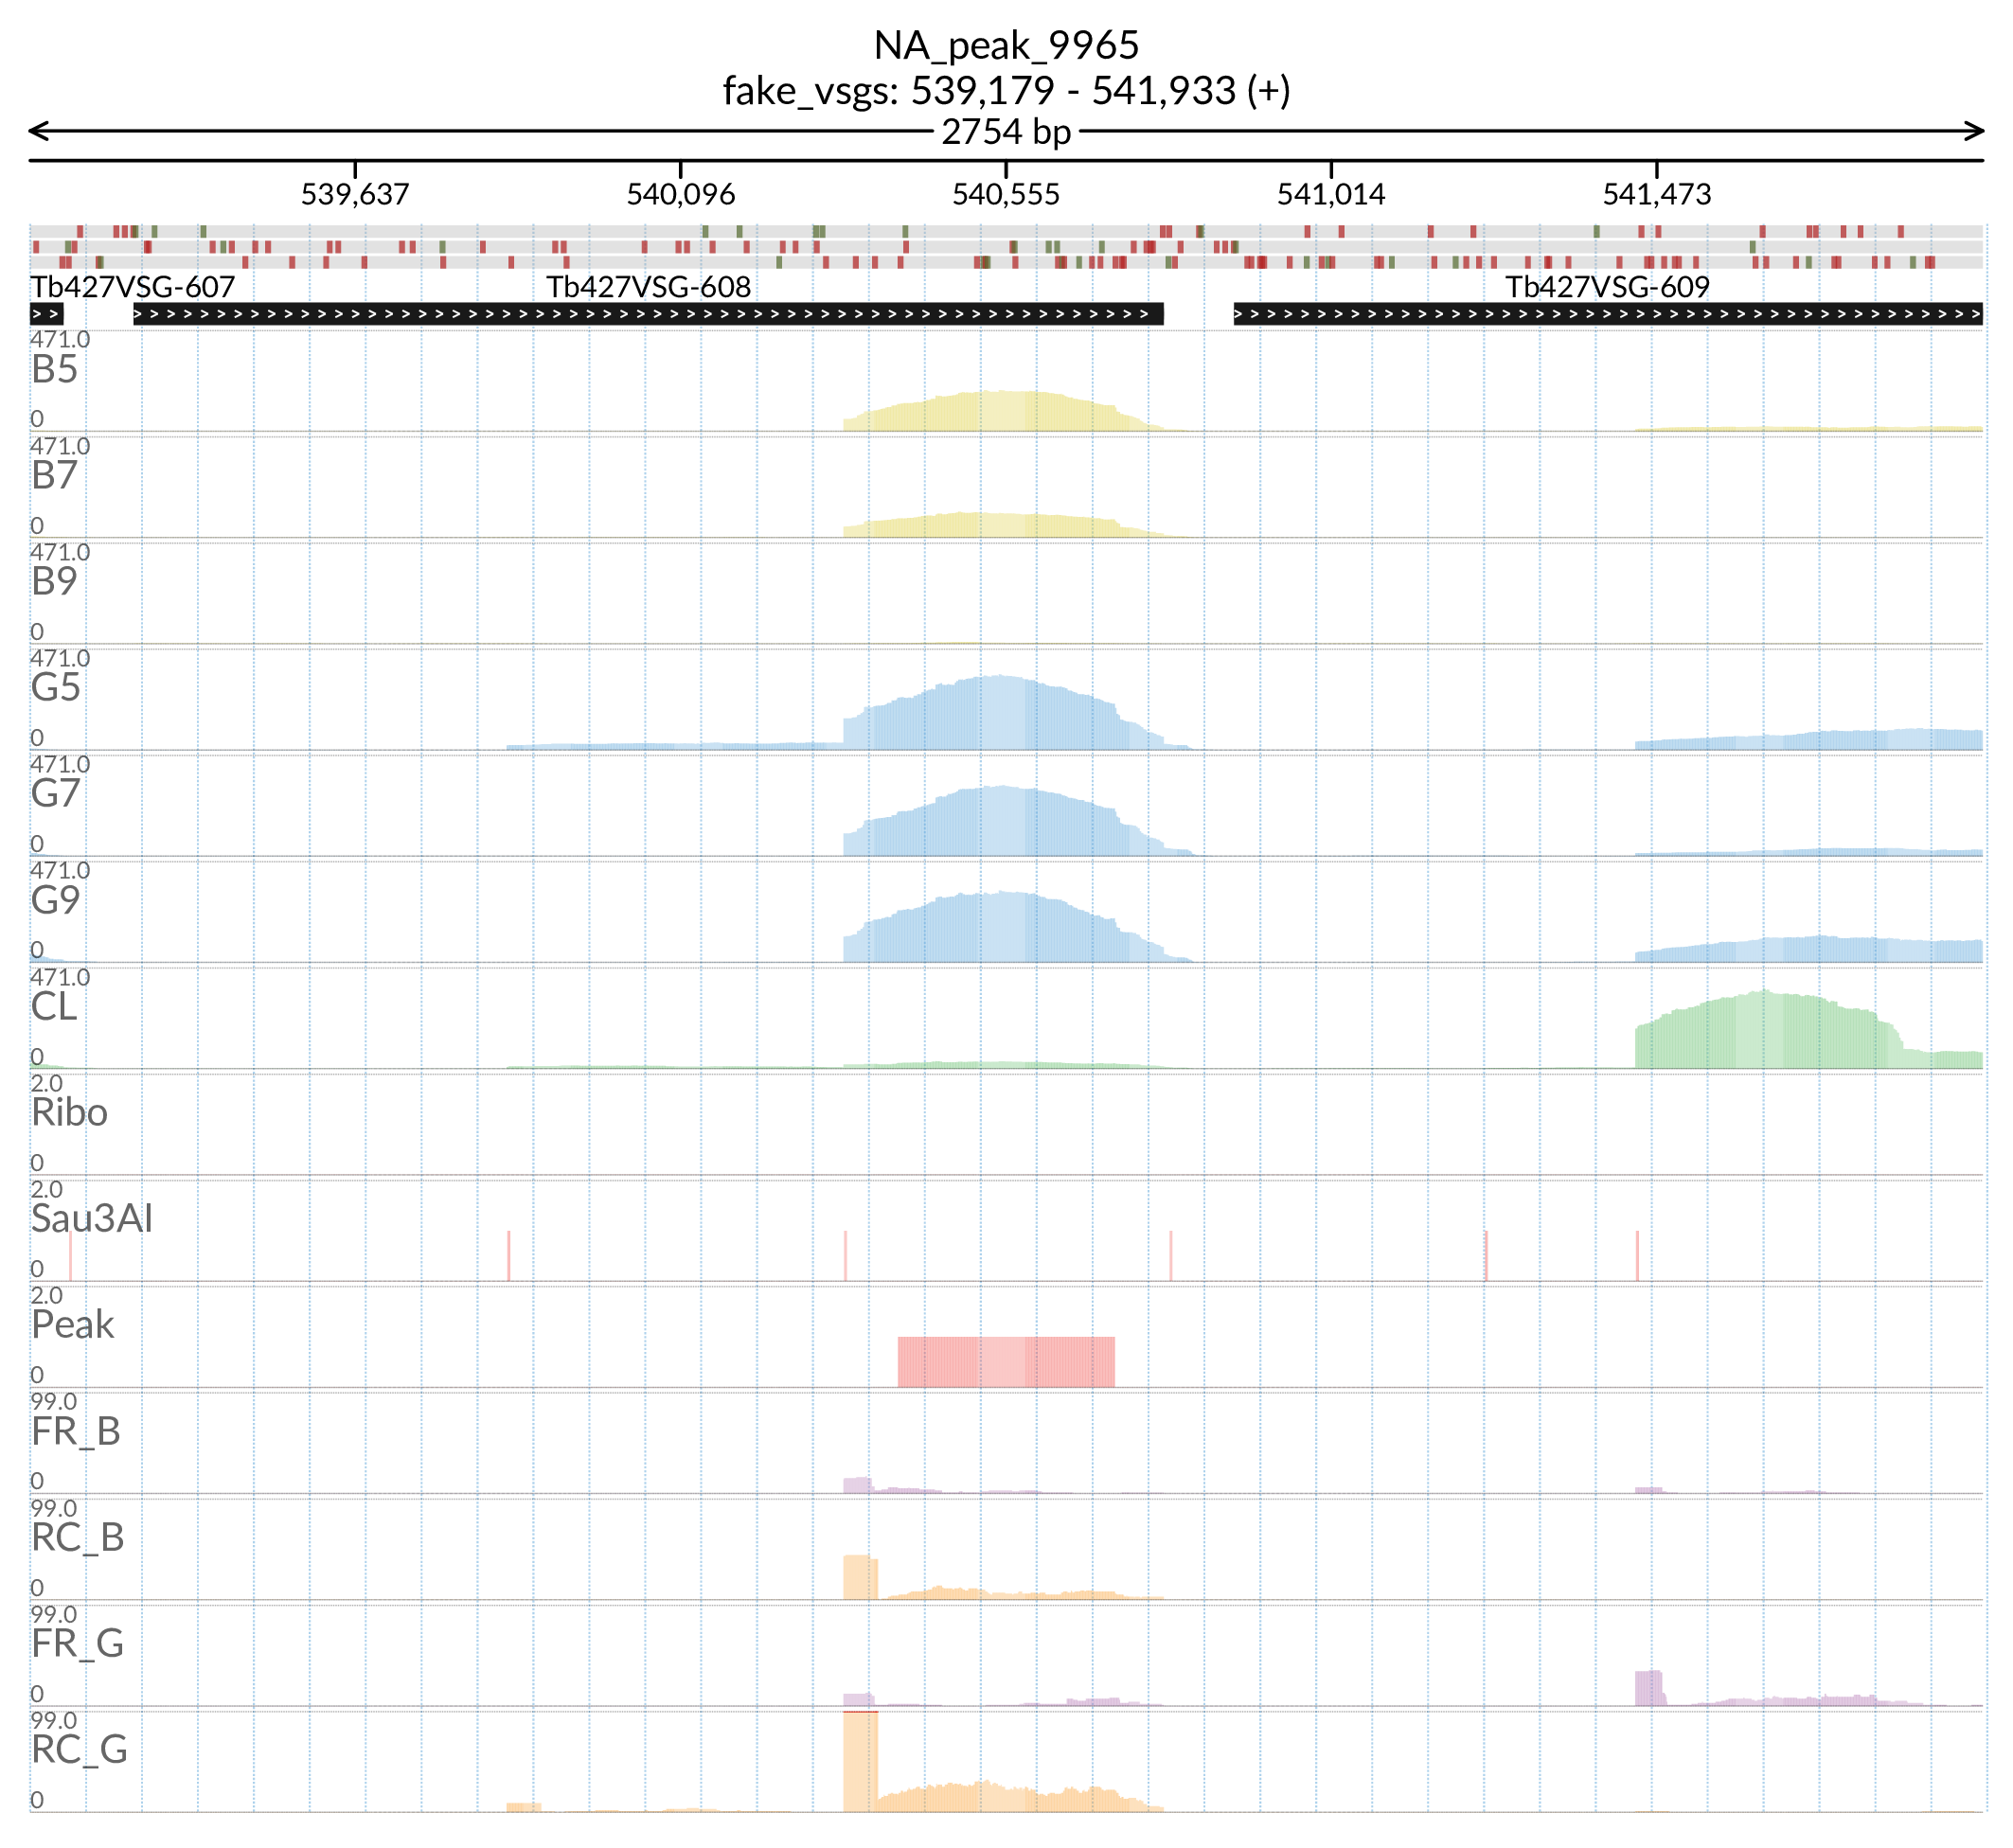 NA_peak_9965
fake_vsgs: 539,179 - 541,933 (+)
2754 bp
539,637 540,096 540,555 541,014 541,473
Tb427VSG-607 Tb427VSG-608 Tb427VSG-609
471.0
B5
0
471.0
B7
0
471.0
B9
0
471.0
G5
0
471.0
G7
0
471.0
G9
0
471.0
CL
0
2.0
Ribo
0
2.0
Sau3AI
0
2.0
Peak
0
99.0
FR_B
0
99.0
RC_B
0
99.0
FR_G
0
99.0
RC_G
0